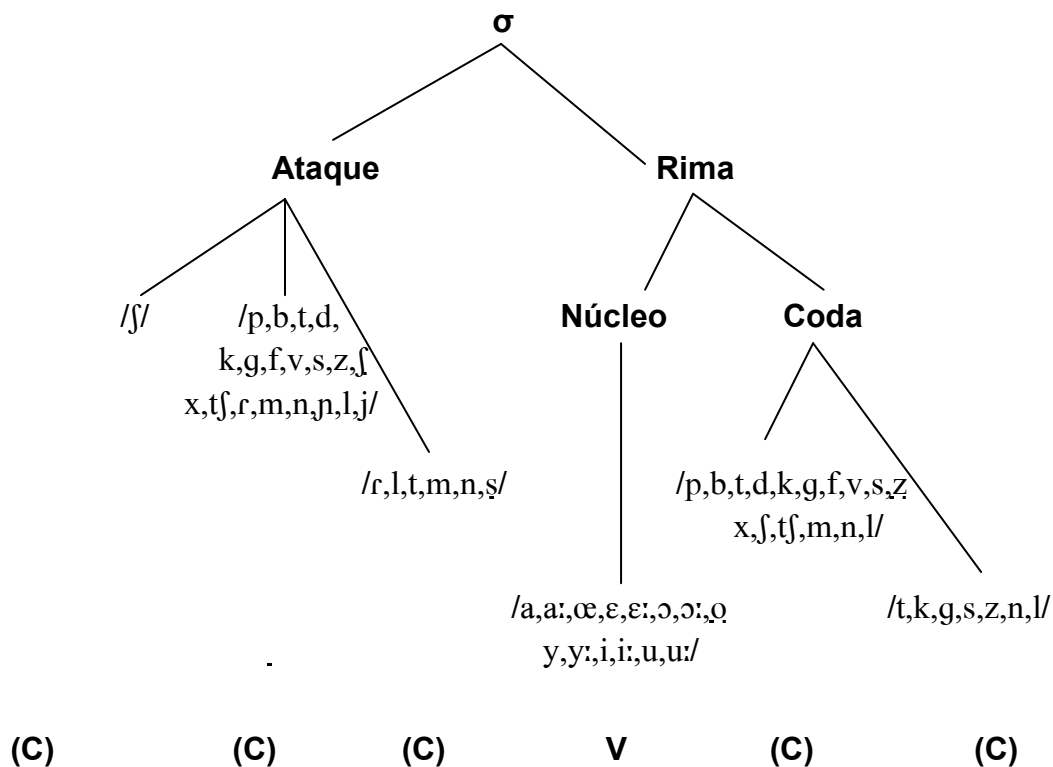 σ
Ataque Rima
/ʃ/ /p,b,t,d, Núcleo Coda
k,ɡ,f,v,s,z,ʃ
x,tʃ,ɾ,m,n,ɲ,l,j/
/ɾ,l,t,m,n,s/ /p,b,t,d,k,ɡ,f,v,s,z
x,ʃ,tʃ,m,n,l/
/a,aː,œ,ɛ,ɛː,ɔ,ɔː,o /t,k,ɡ,s,z,n,l/
y,yː,i,iː,u,uː/
(C) (C) (C) V (C) (C)